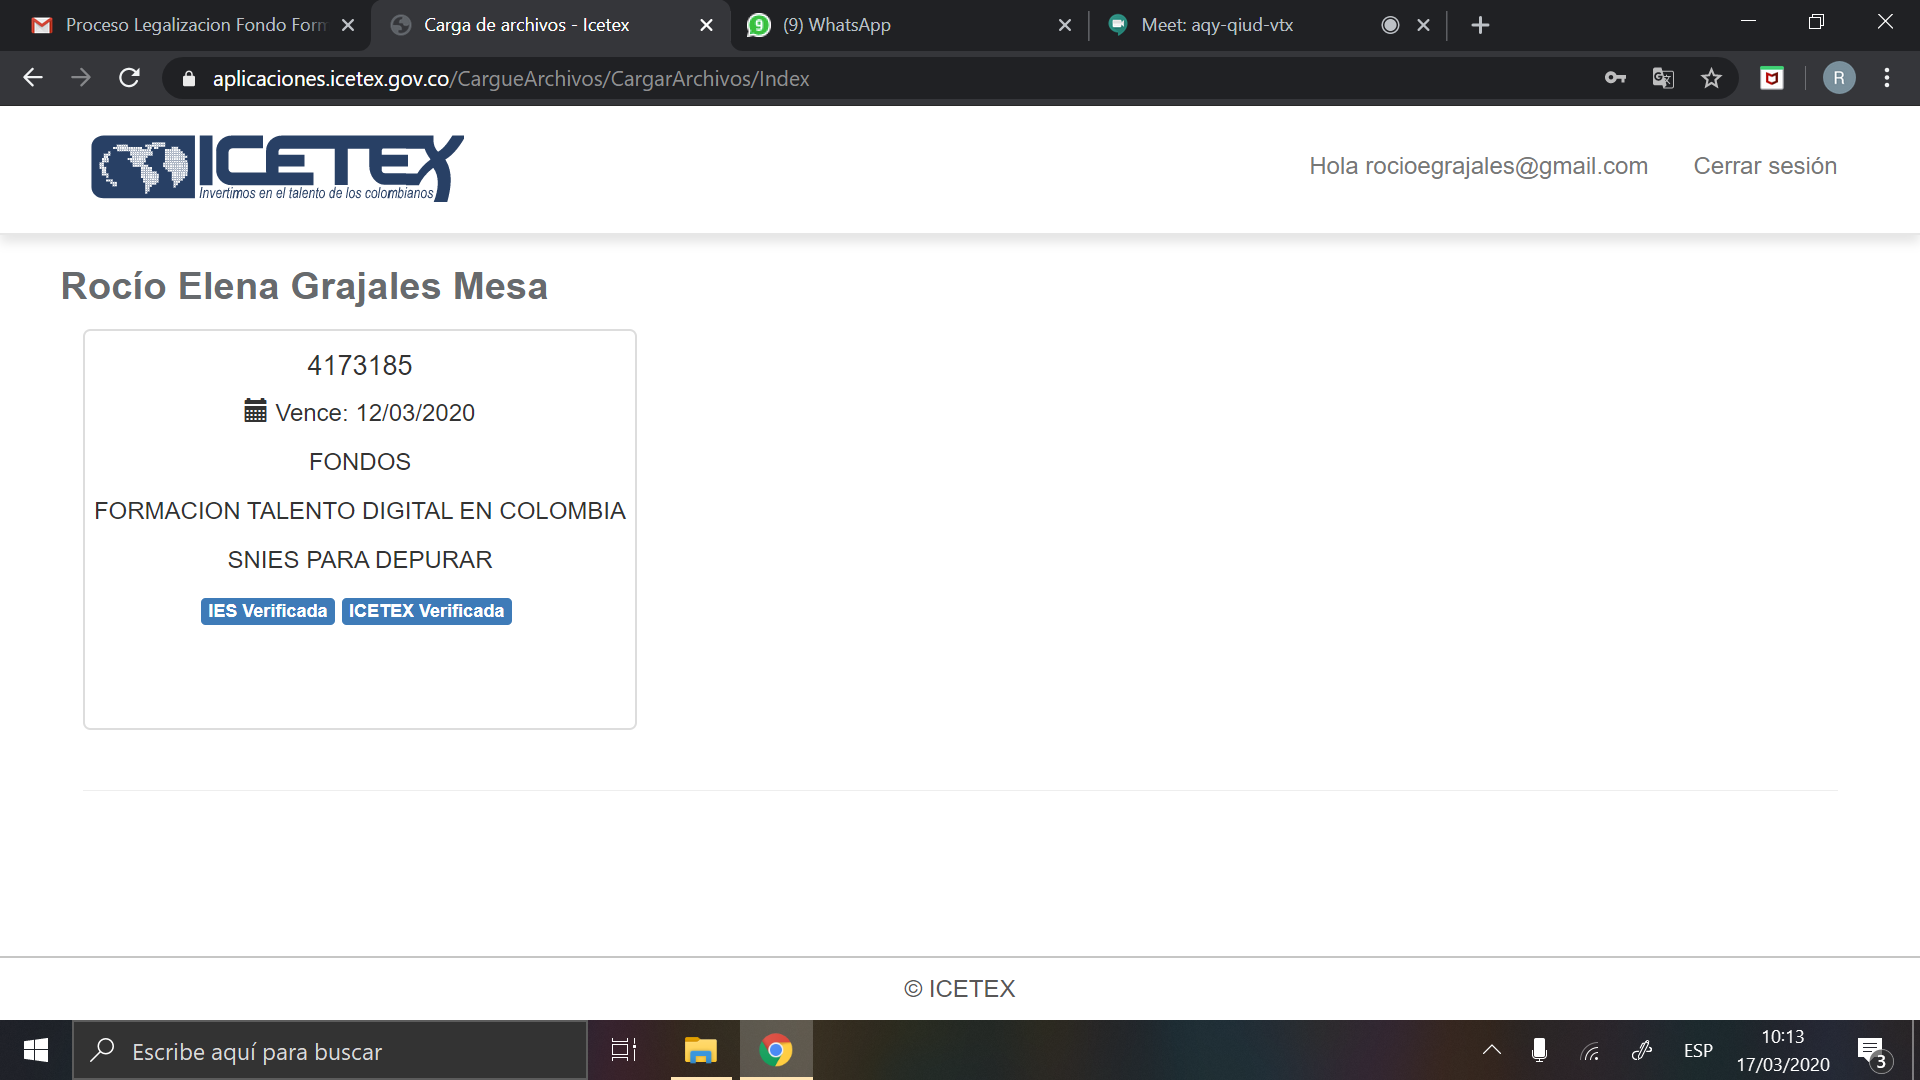 Proceso Legalizacion Fondo Form
Carga de archivos - Icetex
(9) WhatsApp
Meet: aqy-qiud-vtx
aplicaciones.icetex.gov.co/CargueArchivos/CargarArchivos/Index
R
ICETEX
Invertimos en el talento de los colombianos
Hola rocioegrajales@gmail.com
Cerrar sesión
Rocío Elena Grajales Mesa
4173185
Vence: 12/03/2020
FONDOS
FORMACION TALENTO DIGITAL EN COLOMBIA
SNIES PARA DEPURAR
IES Verificada ICETEX Verificada
© ICETEX
Escribe aquí para buscar
ESP
10:13
17/03/2020
3